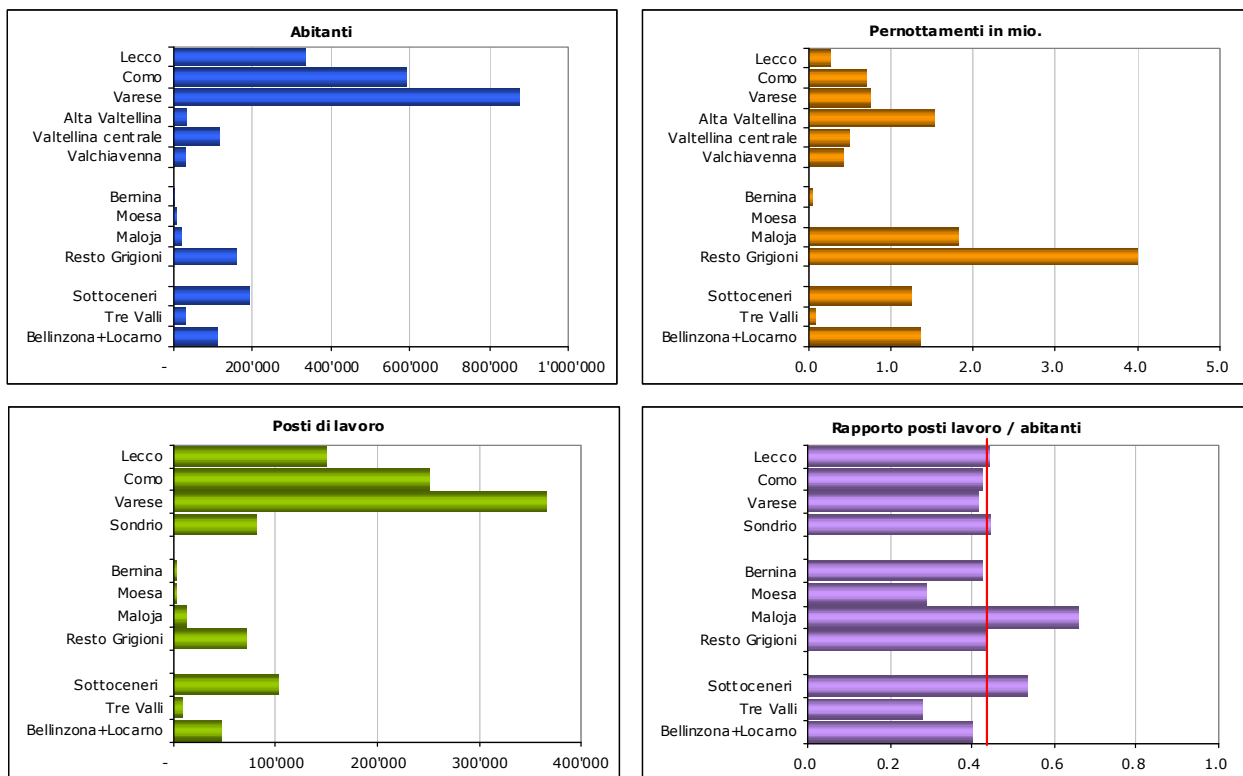 Abitanti
Lecco
Como
Varese
Alta Valtellina
Valtellina centrale
Valchiavenna
Bernina
Moesa
Maloja
Resto Grigioni
Sottoceneri
Tre Valli
Bellinzona+Locarno
- 200'000 400'000 600'000 800'000 1'000'000
Pernottamenti in mio.
Lecco
Como
Varese
Alta Valtellina
Valtellina centrale
Valchiavenna
Bernina
Moesa
Maloja
Resto Grigioni
Sottoceneri
Tre Valli
Bellinzona+Locarno
0.0 1.0 2.0 3.0 4.0 5.0
Posti di lavoro
Lecco
Como
Varese
Sondrio
Bernina
Moesa
Maloja
Resto Grigioni
Sottoceneri
Tre Valli
Bellinzona+Locarno
- 100'000 200'000 300'000 400'000
Rapporto posti lavoro / abitanti
Lecco
Como
Varese
Sondrio
Bernina
Moesa
Maloja
Resto Grigioni
Sottoceneri
Tre Valli
Bellinzona+Locarno
0.0 0.2 0.4 0.6 0.8 1.0